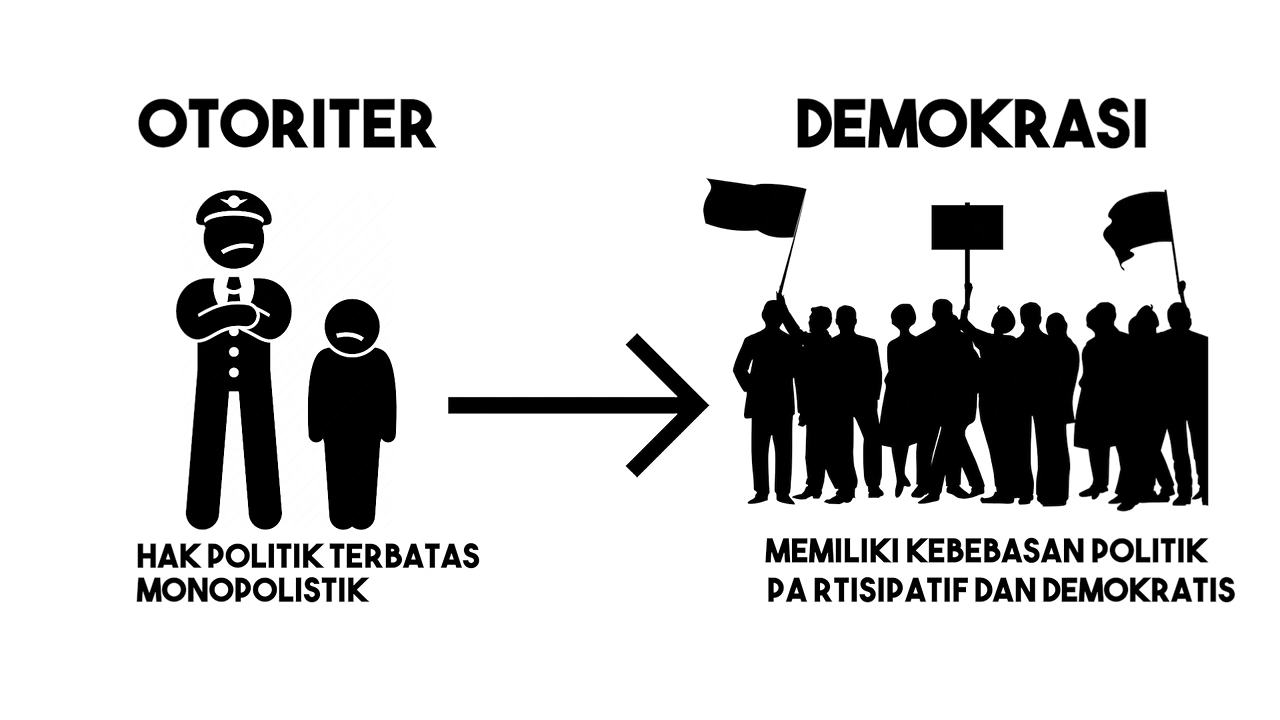 OTORITER
DEMOKRASI
HAK POLITIK TERBATAS
MONOPOLISTIK
MEMILIKI KEBEBASAN POLITIK
PA RTISIPATIF DAN DEMOKRATIS